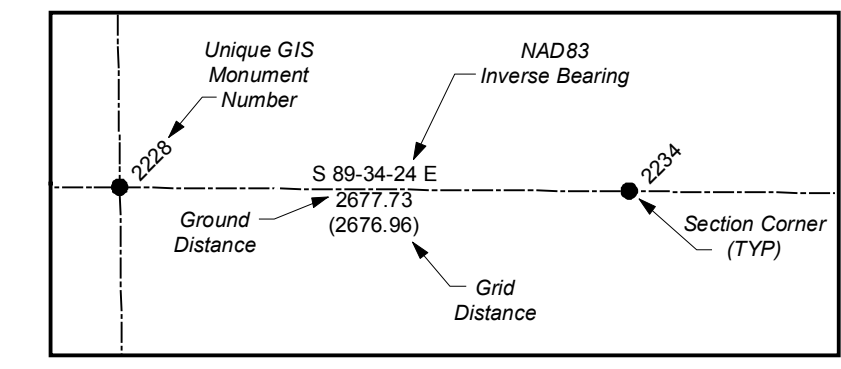 Unique GIS
Monument
Number
NAD83
Inverse Bearing
2228
S 89-34-24 E
2234
2677.73
(2676.96)
Ground
Distance
Section Corner
(TYP)
Grid
Distance